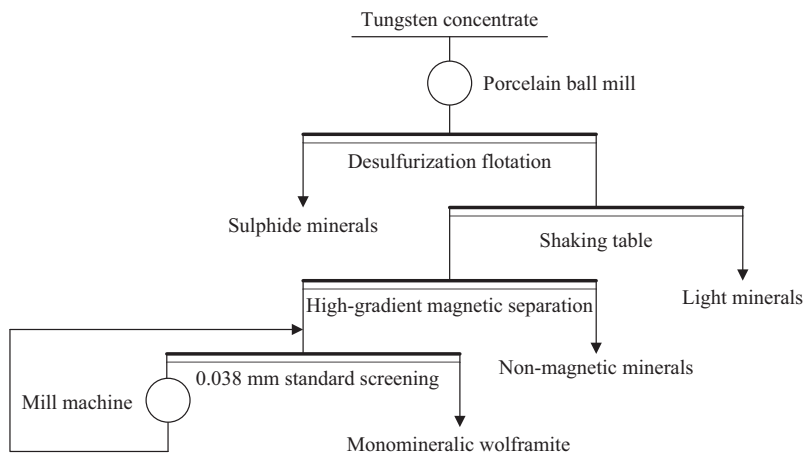 Tungsten concentrate
Porcelain ball mill
Desulfurization flotation
Sulphide minerals
Shaking table
Light minerals
High-gradient magnetic separation
Non-magnetic minerals
0.038 mm standard screening
Mill machine
Monomineralic wolframite